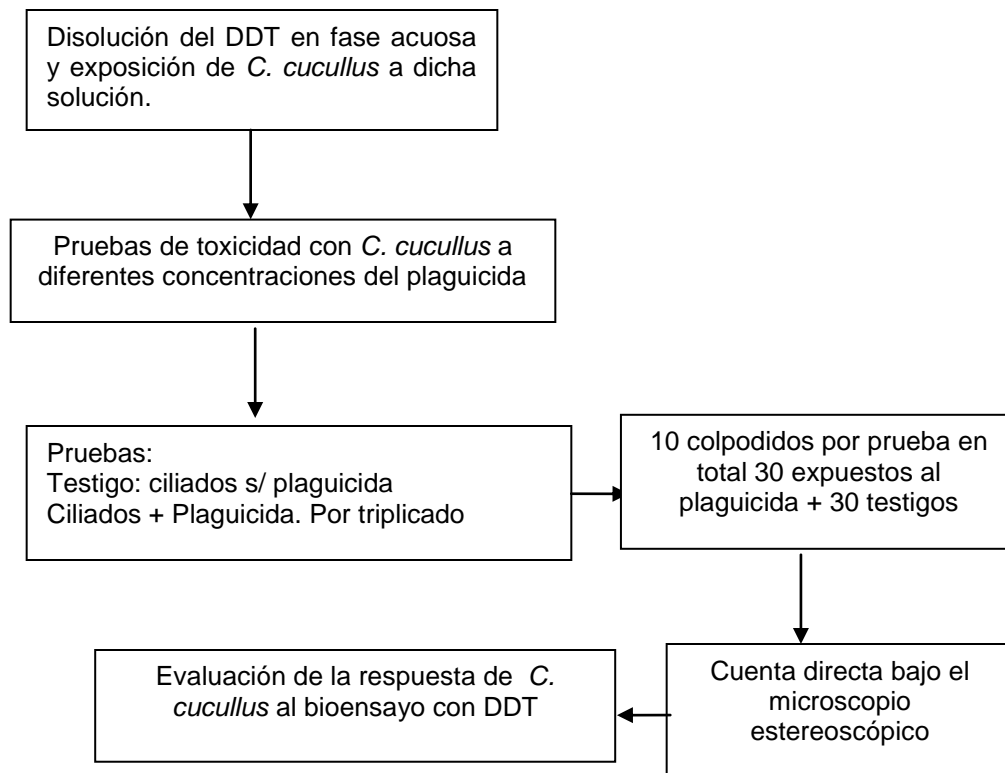 Disolución del DDT en fase acuosa
y exposición de C. cucullus a dicha
solución.
Pruebas de toxicidad con C. cucullus a
diferentes concentraciones del plaguicida
Pruebas:
Testigo: ciliados s/ plaguicida
Ciliados + Plaguicida. Por triplicado
10 colpodidos por prueba en
total 30 expuestos al
plaguicida + 30 testigos
Cuenta directa bajo el
microscopio
estereoscópico
Evaluación de la respuesta de C.
cucullus al bioensayo con DDT